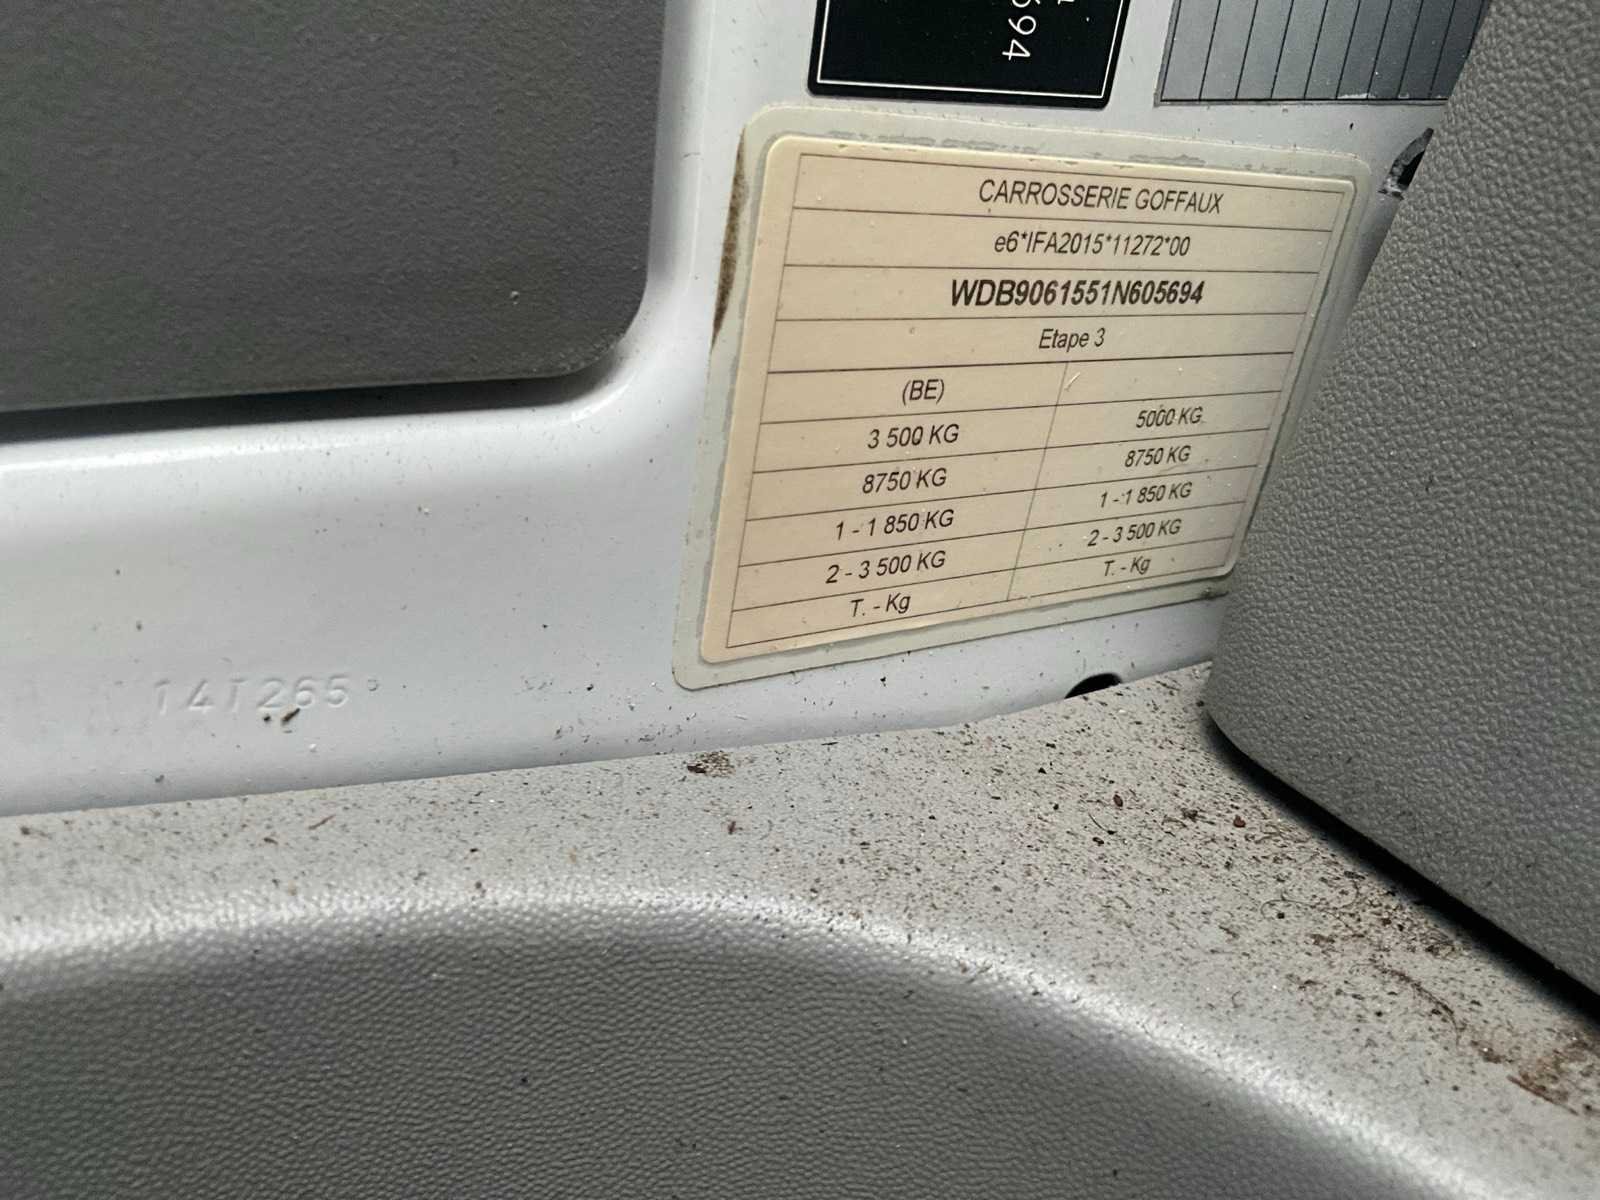 694
CARROSSERIE GOFFAUX
e6*IFA2015*11272*00
WDB9061551N605694
Etape 3
(BE)
3 500 KG 5000 KG
8750 KG 8750 KG
1 - 1 850 KG 1 - 1 850 KG
2 - 3 500 KG 2 - 3 500 KG
T. - Kg T. - Kg
14T265